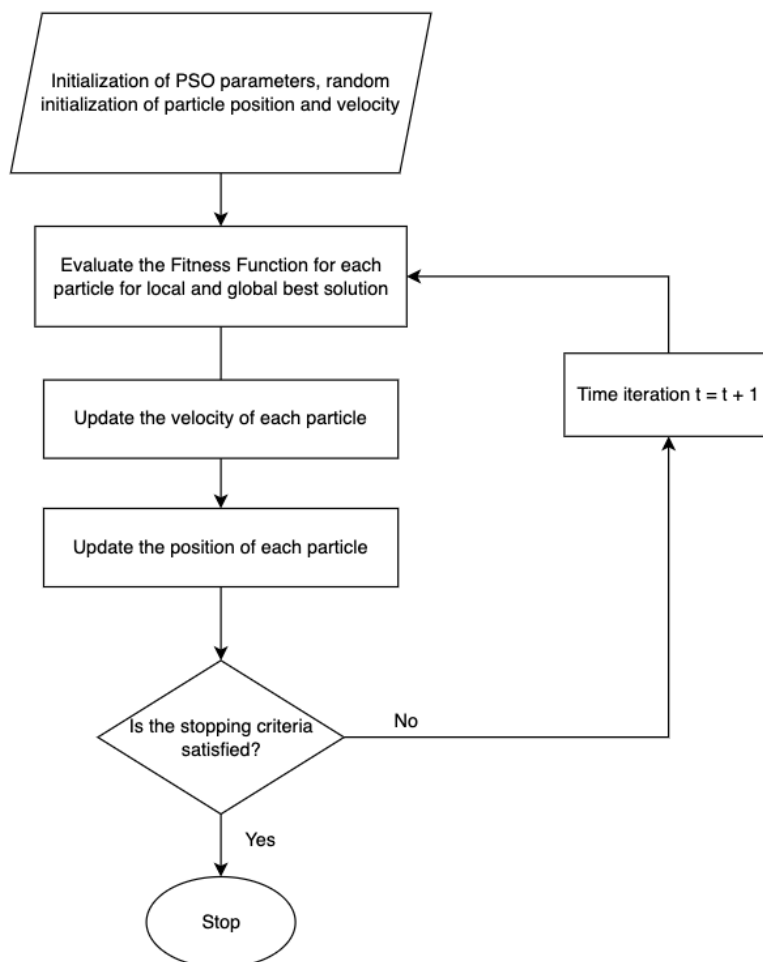 Initialization of PSO parameters, random
initialization of particle position and velocity
Evaluate the Fitness Function for each
particle for local and global best solution
Time iteration t = t + 1
Update the velocity of each particle
Update the position of each particle
Is the stopping criteria
satisfied?
No
Yes
Stop